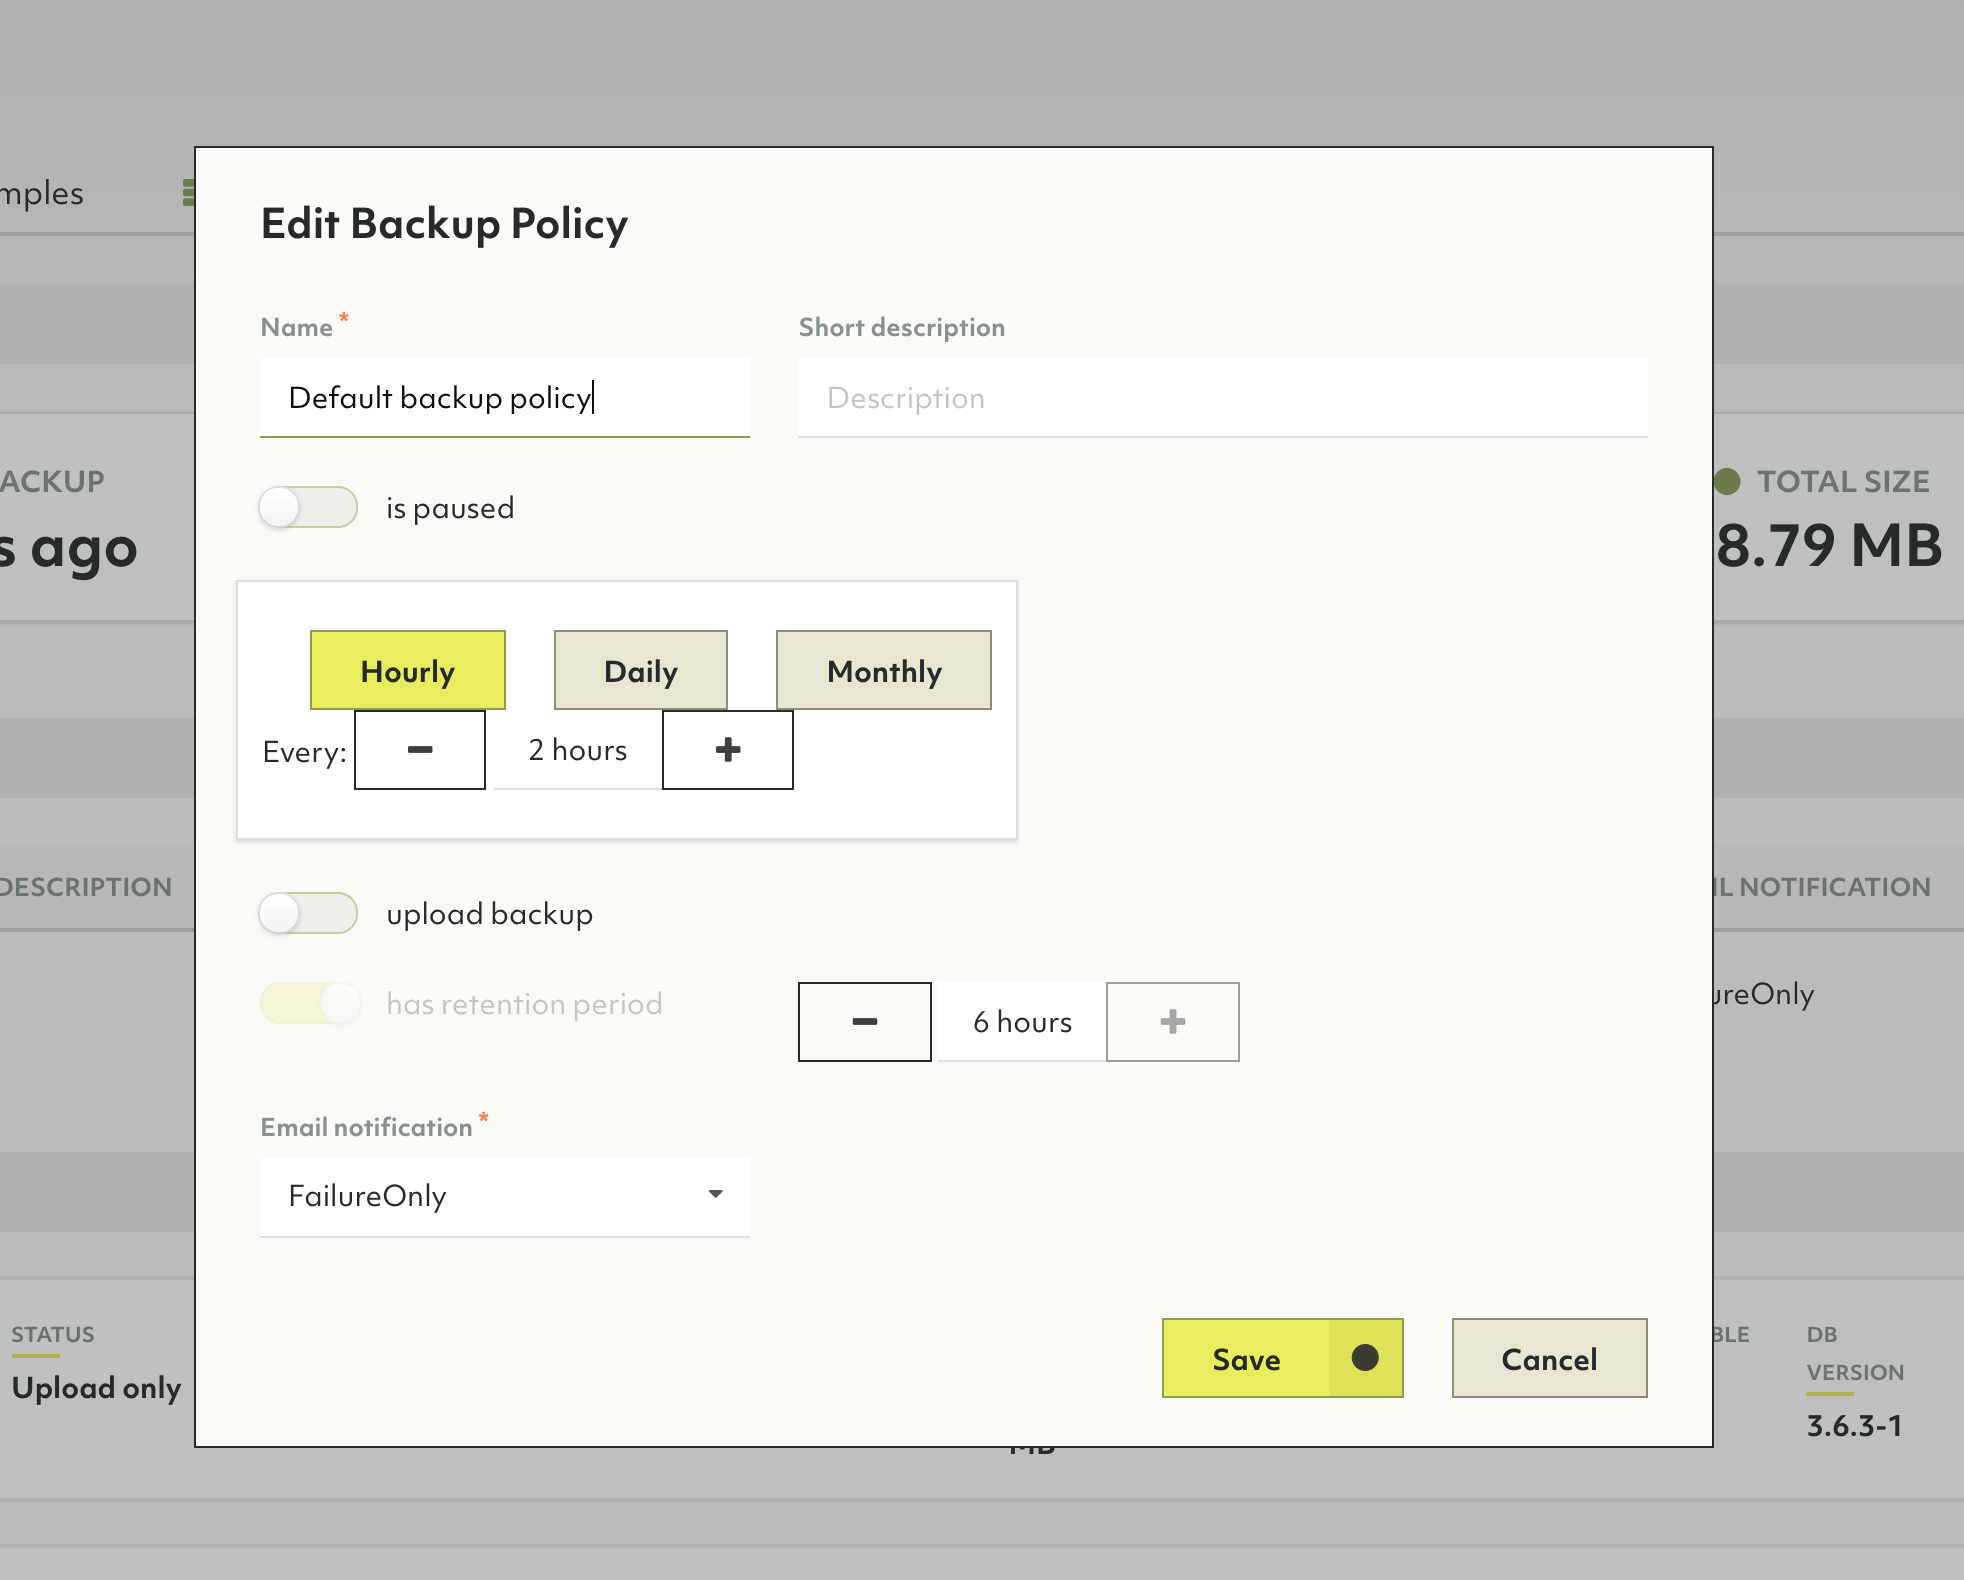 mples
Edit Backup Policy
Name *
Short description
Default backup policy
Description
ACKUP
TOTAL SIZE
is paused
s ago
8.79 MB
Hourly
Daily
Monthly
Every:
2 hours
DESCRIPTION
IL NOTIFICATION
upload backup
has retention period
6 hours
ureOnly
Email notification *
FailureOnly
STATUS
Upload only
Save
Cancel
BLE
DB
VERSION
3.6.3-1
MB